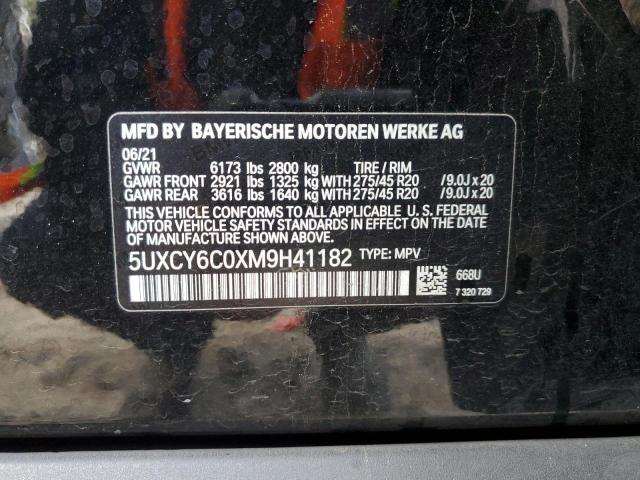 MFD BY BAYERISCHE MOTOREN WERKE AG
06/21
GVWR 6173 lbs 2800 kg TIRE / RIM
GAWR FRONT 2921 lbs 1325 kg WITH 275/45 R20 /9.0J x 20
GAWR REAR 3616 lbs 1640 kg WITH 275/45 R20 /9.0J x 20
THIS VEHICLE CONFORMS TO ALL APPLICABLE U. S. FEDERAL
MOTOR VEHICLE SAFETY STANDARDS IN EFFECT ON THE DATE
OF MANUFACTURE SHOWN ABOVE.
5UXCY6C0XM9H41182 TYPE: MPV
668U
7 320 729